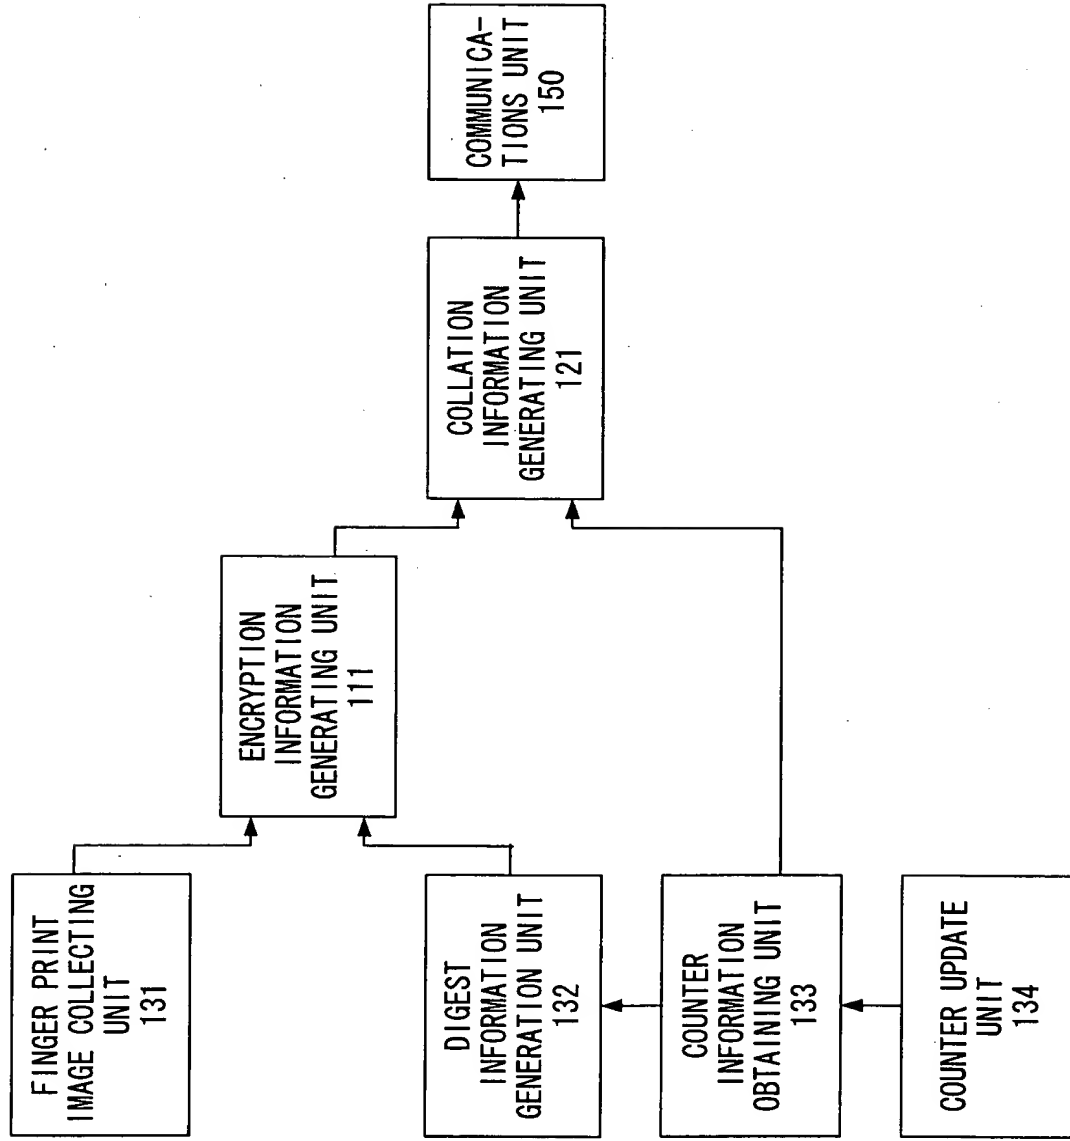 FINGER PRINT
IMAGE COLLECTING
UNIT
131
ENCRYPTION
INFORMATION
GENERATING UNIT
111
DIGEST
INFORMATION
GENERATION UNIT
132
COUNTER
INFORMATION
OBTAINING UNIT
133
COUNTER UPDATE
UNIT
134
COLLATION
INFORMATION
GENERATING UNIT
121
COMMUNICA-
TIONS UNIT
150